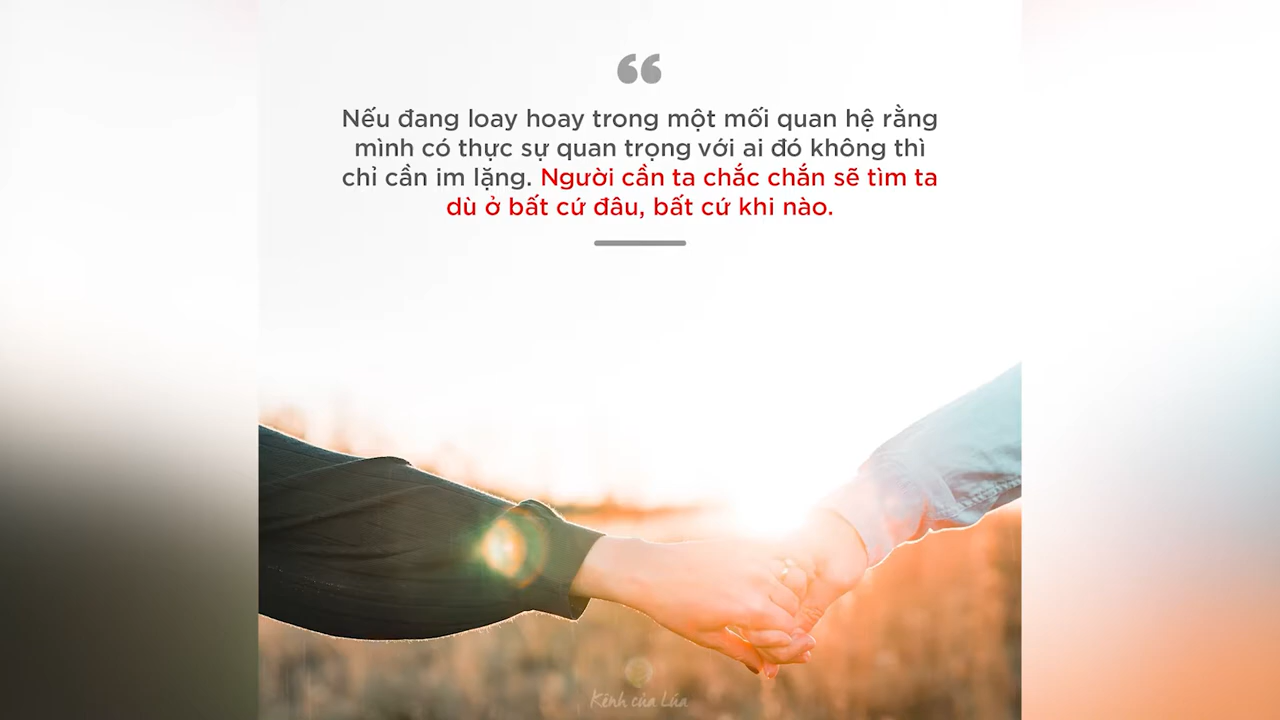 “
Nếu đang loay hoay trong một mối quan hệ rằng
mình có thực sự quan trọng với ai đó không thì
chỉ cần im lặng. Người cần ta chắc chắn sẽ tìm ta
dù ở bất cứ đâu, bất cứ khi nào.
Kênh của Lúa